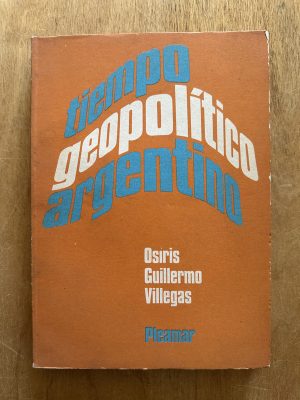 tiempo
geopolítico
argentino
Osiris
Guillermo
Villegas
Pleamar